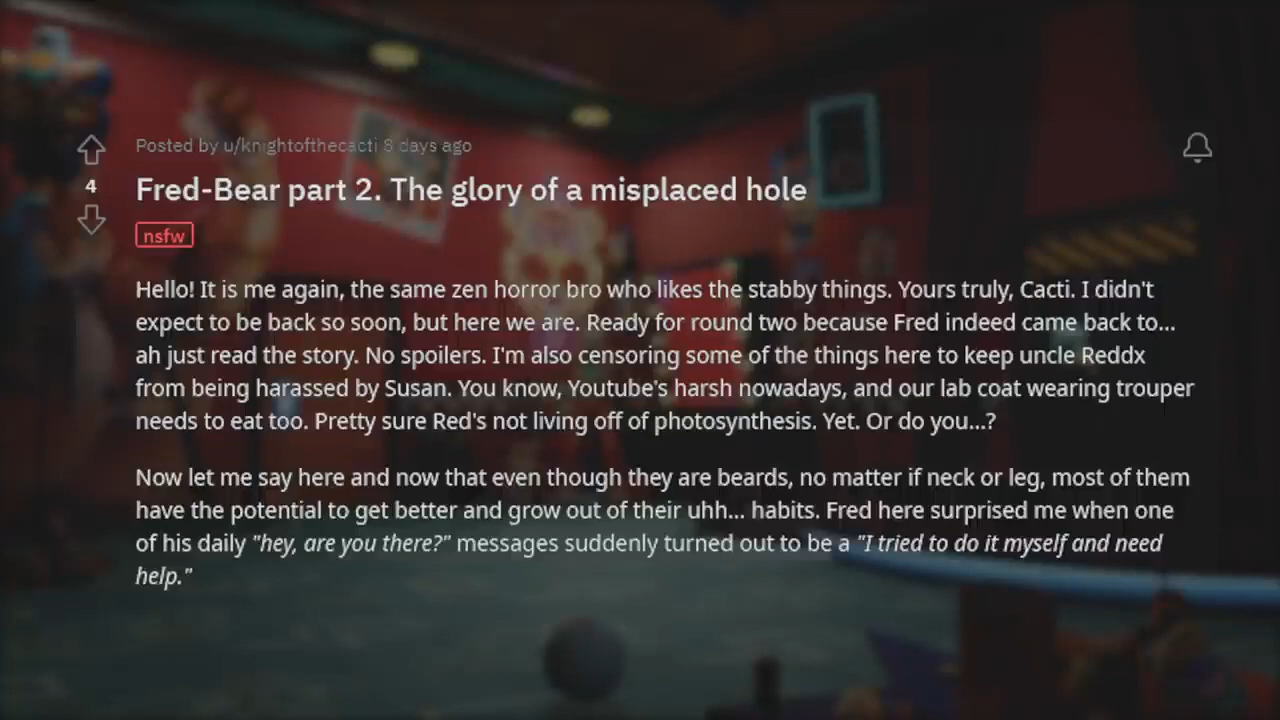 Posted by u/knightofthecacti 8 days ago
4
Fred-Bear part 2. The glory of a misplaced hole
nsfw
Hello! It is me again, the same zen horror bro who likes the stabby things. Yours truly, Cacti. I didn't
expect to be back so soon, but here we are. Ready for round two because Fred indeed came back to...
ah just read the story. No spoilers. I'm also censoring some of the things here to keep uncle Reddx
from being harassed by Susan. You know, Youtube's harsh nowadays, and our lab coat wearing trouper
needs to eat too. Pretty sure Red's not living off of photosynthesis. Yet. Or do you...?
Now let me say here and now that even though they are beards, no matter if neck or leg, most of them
have the potential to get better and grow out of their uhh... habits. Fred here surprised me when one
of his daily "hey, are you there?" messages suddenly turned out to be a "I tried to do it myself and need
help."